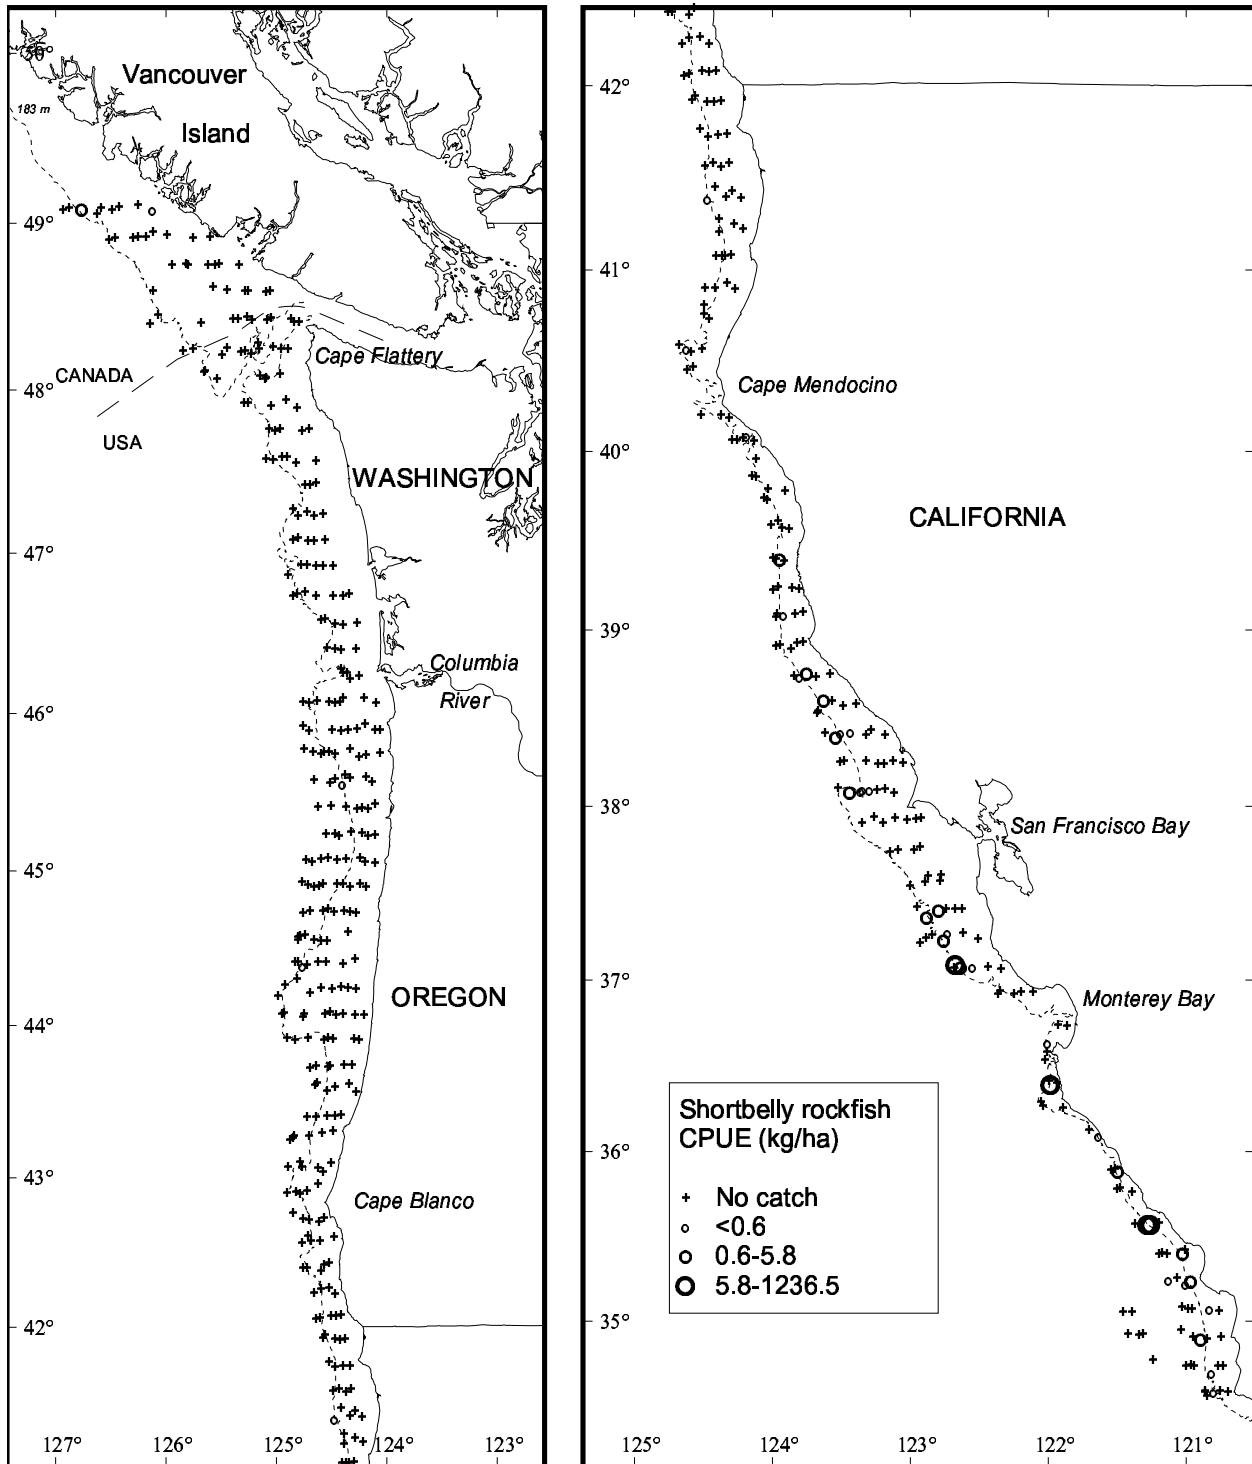 50°
Vancouver
183 m
Island
49°
Cape Flattery
CANADA
48°
USA
WASHINGTON
47°
Columbia
River
46°
45°
OREGON
44°
43°
Cape Blanco
42°
127°
126°
125°
124°
123°
42°
41°
Cape Mendocino
40°
CALIFORNIA
39°
38°
San Francisco Bay
37°
Monterey Bay
Shortbelly rockfish
CPUE (kg/ha)
36°
No catch
<0.6
0.6-5.8
5.8-1236.5
35°
125°
124°
123°
122°
121°